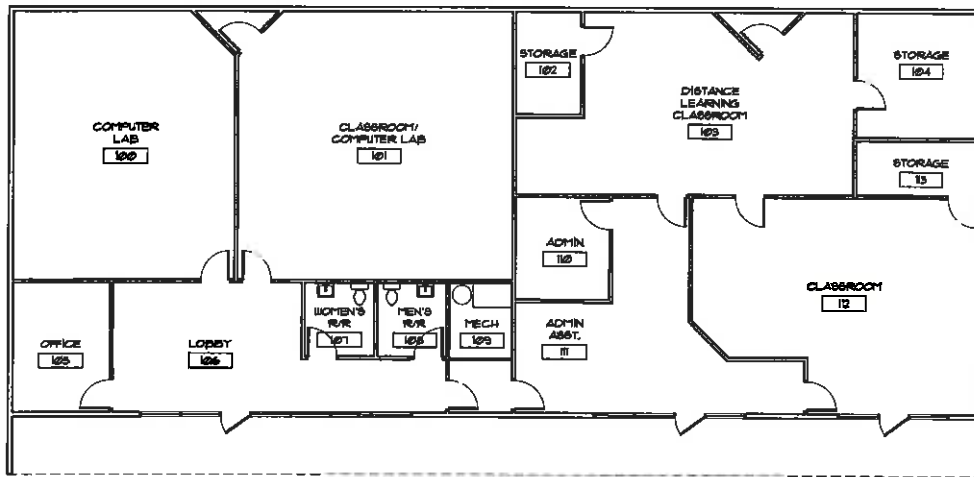 COMPUTER
LAB
100
CLASSROOM/
COMPUTER LAB
101
STORAGE
102
DISTANCE
LEARNING
CLASSROOM
103
STORAGE
104
STORAGE
113
ADMIN
110
CLASSROOM
112
OFFICE
105
LOBBY
106
WOMEN'S
R/R
107
MEN'S
R/R
108
MECH
109
ADMIN
ASST.
111